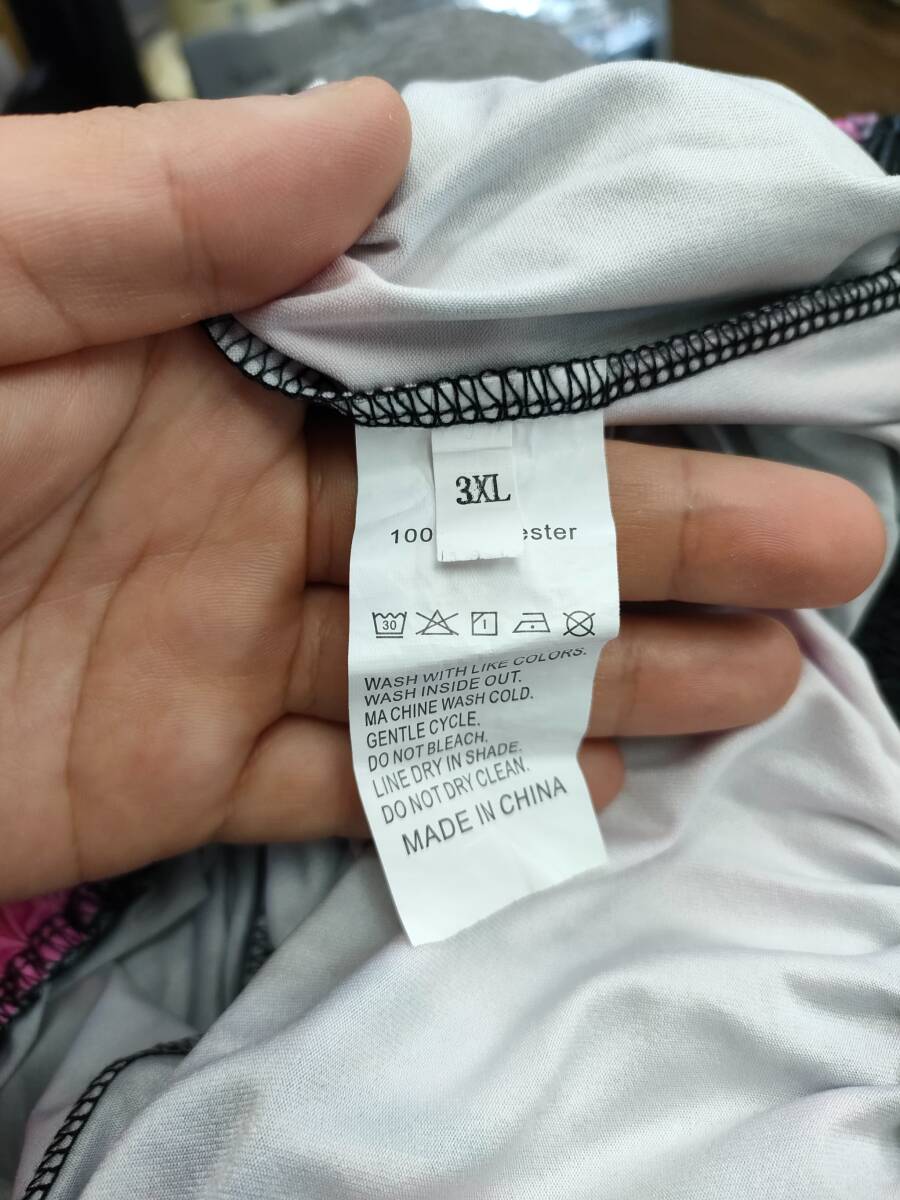 3XL
100 ester
30
WASH WITH LIKE COLORS.
WASH INSIDE OUT.
MA CHINE WASH COLD.
GENTLE CYCLE.
DO NOT BLEACH.
LINE DRY IN SHADE.
DO NOT DRY CLEAN.
MADE IN CHINA